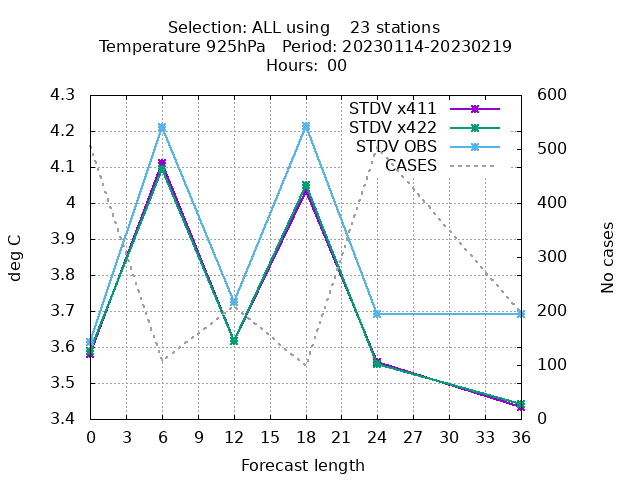 Selection: ALL using    23 stations
Temperature 925hPa   Period: 20230114-20230219
Hours: 00
4.3
4.2
4.1
4
3.9
3.8
3.7
3.6
3.5
3.4
deg C
STDV x411
STDV x422
STDV OBS
CASES
600
500
400
300
200
100
0
No cases
0 3 6 9 12 15 18 21 24 27 30 33 36
Forecast length